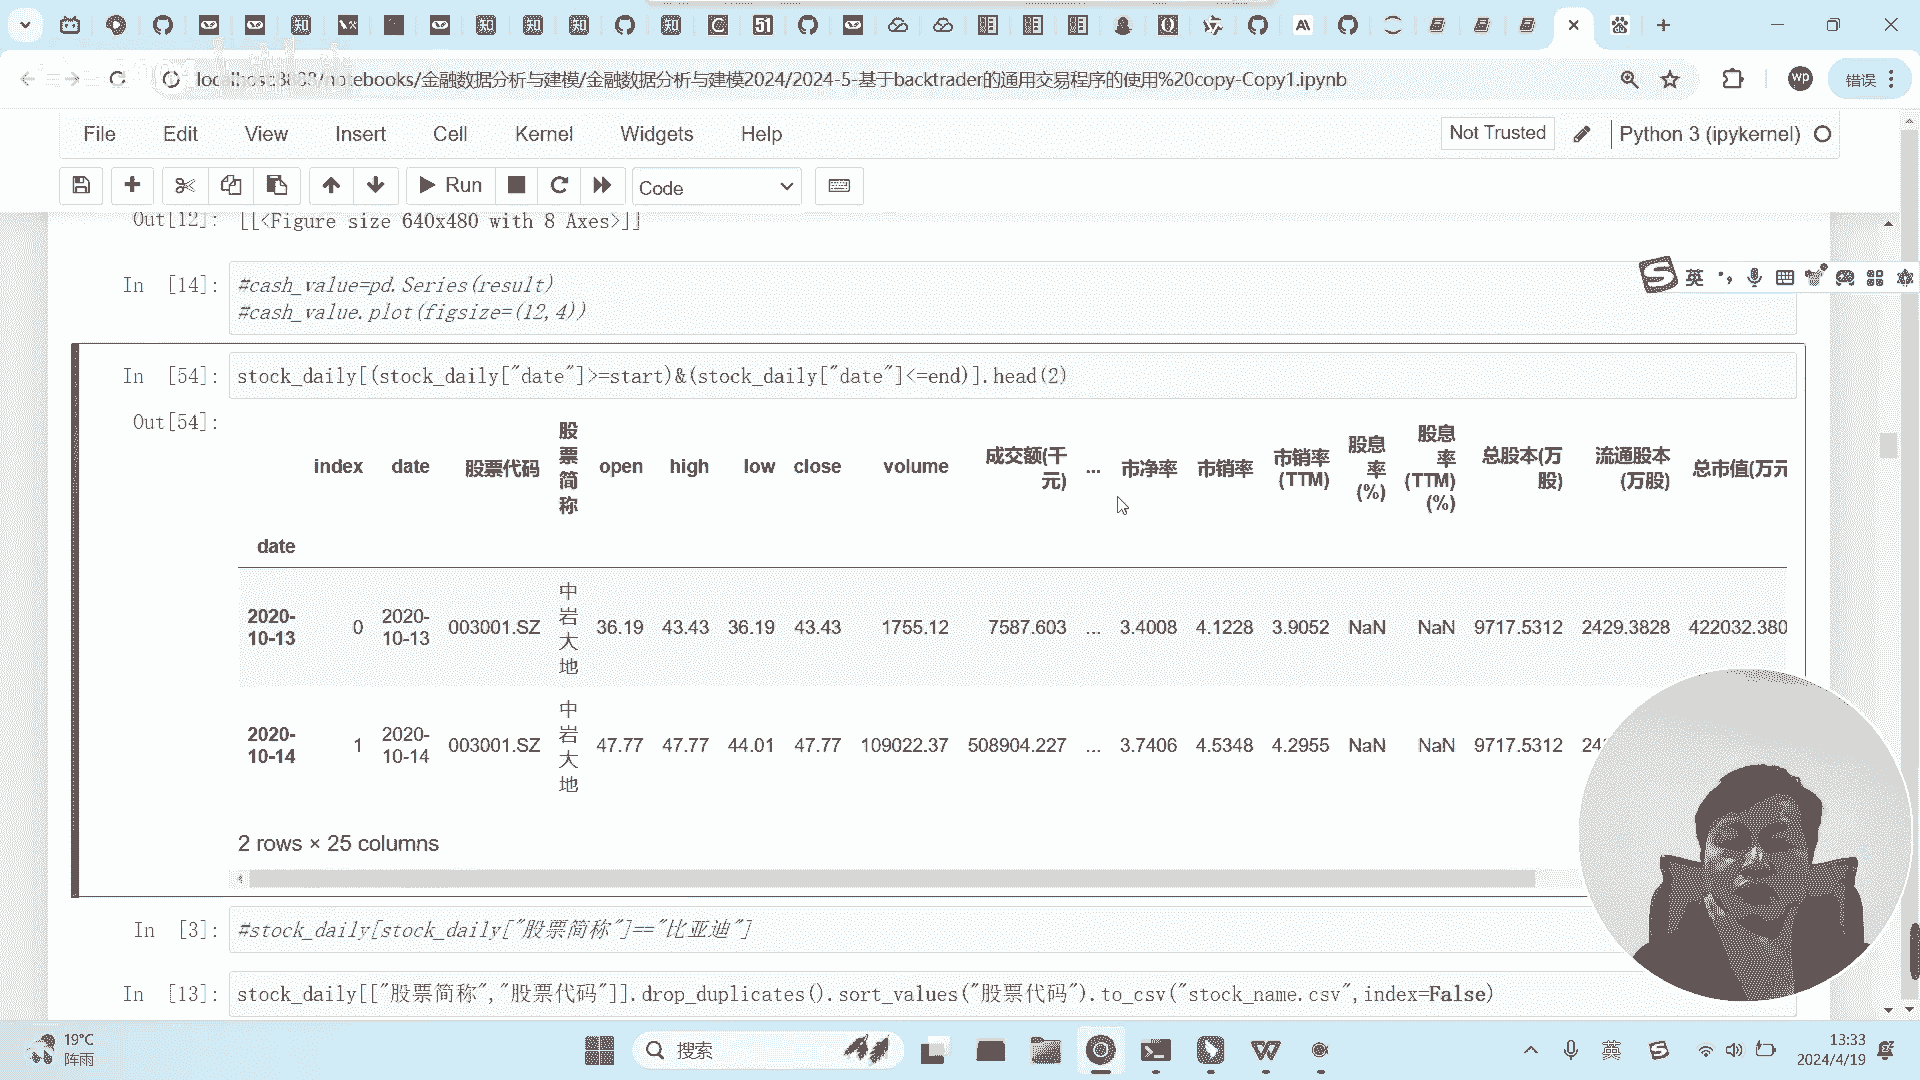 notebooks/金融数据分析与建模/金融数据分析与建模2024/2024-5-基于backtrader的通用交易程序的使用%20copy-Copy1.ipynb
wp
错误
File Edit View Insert Cell Kernel Widgets Help
Not Trusted
Python 3 (ipykernel)
Run
Code
Out[12]: [[<Figure size 640x480 with 8 Axes>]]
In [14]: #cash_value=pd.Series(result)
#cash_value.plot(figsize=(12,4))
英
In [54]: stock_daily[(stock_daily["date"]>=start)&(stock_daily["date"]<=end)].head(2)
Out[54]:
index date 股票代码 股票简称 open high low close volume 成交额(千元) ... 市净率 市销率 市销率(TTM) 股息率(%) 股息率(TTM)(%) 总股本(万股) 流通股本(万股) 总市值(万元
date
2020-10-13 0 2020-10-13 003001.SZ 中岩大地 36.19 43.43 36.19 43.43 1755.12 7587.603 ... 3.4008 4.1228 3.9052 NaN NaN 9717.5312 2429.3828 422032.380
2020-10-14 1 2020-10-14 003001.SZ 中岩大地 47.77 47.77 44.01 47.77 109022.37 508904.227 ... 3.7406 4.5348 4.2955 NaN NaN 9717.5312
2 rows × 25 columns
In [3]: #stock_daily[stock_daily["股票简称"]=="比亚迪"]
In [13]: stock_daily[["股票简称","股票代码"]].drop_duplicates().sort_values("股票代码").to_csv("stock_name.csv",index=False)
19°C
阵雨
搜索
英
13:33
2024/4/19